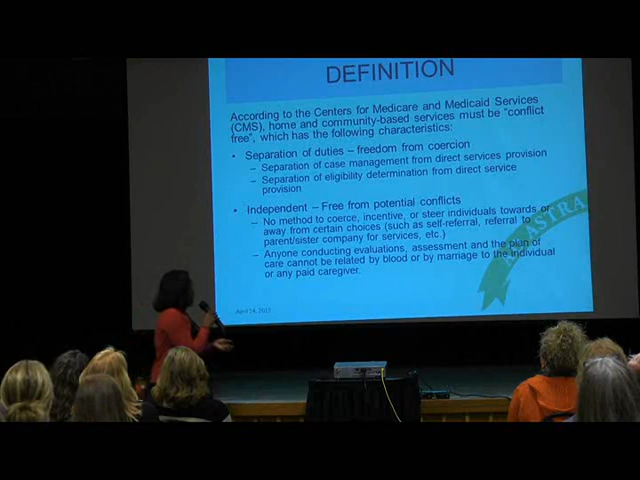 DEFINITION
According to the Centers for Medicare and Medicaid Services
(CMS), home and community-based services must be "conflict
free", which has the following characteristics:
• Separation of duties – freedom from coercion
– Separation of case management from direct services provision
– Separation of eligibility determination from direct service
provision
• Independent – Free from potential conflicts
– No method to coerce, incentive, or steer individuals towards or
away from certain choices (such as self-referral, referral to
parent/sister company for services, etc.)
– Anyone conducting evaluations, assessment and the plan of
care cannot be related by blood or by marriage to the individual
or any paid caregiver.
ASTRA